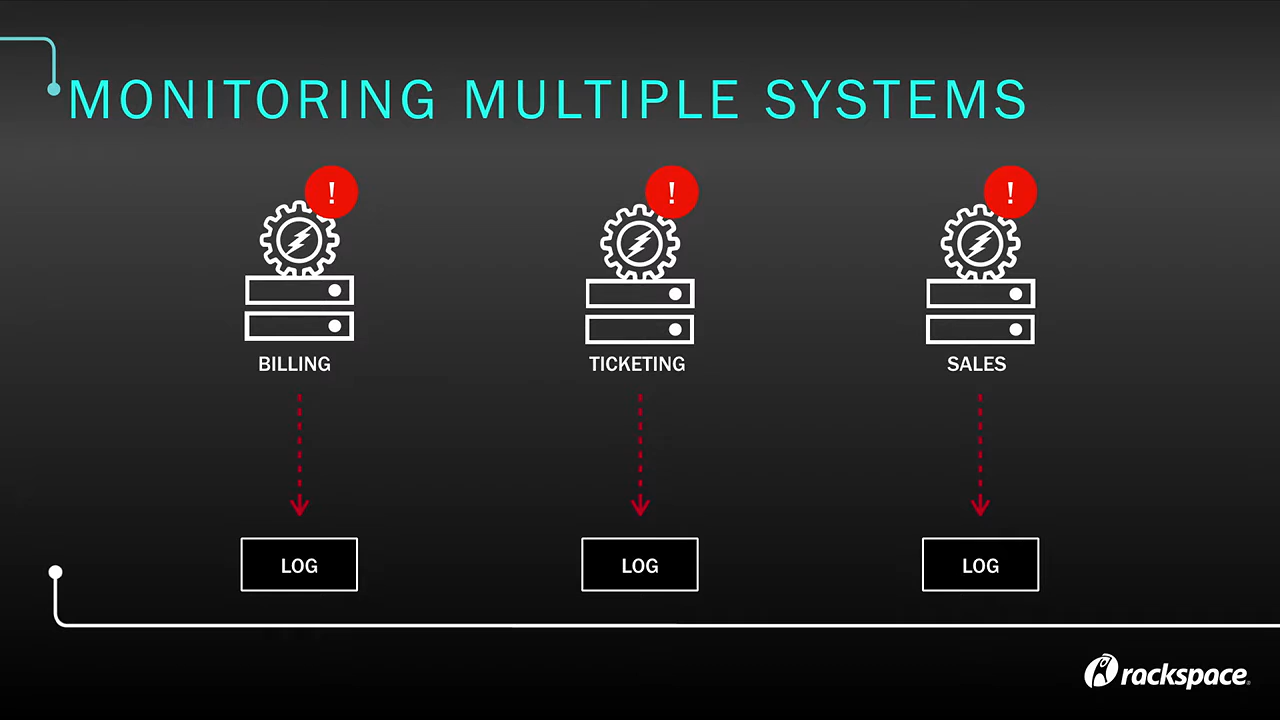 MONITORING MULTIPLE SYSTEMS
! ! !
BILLING TICKETING SALES
LOG LOG LOG
rackspace®